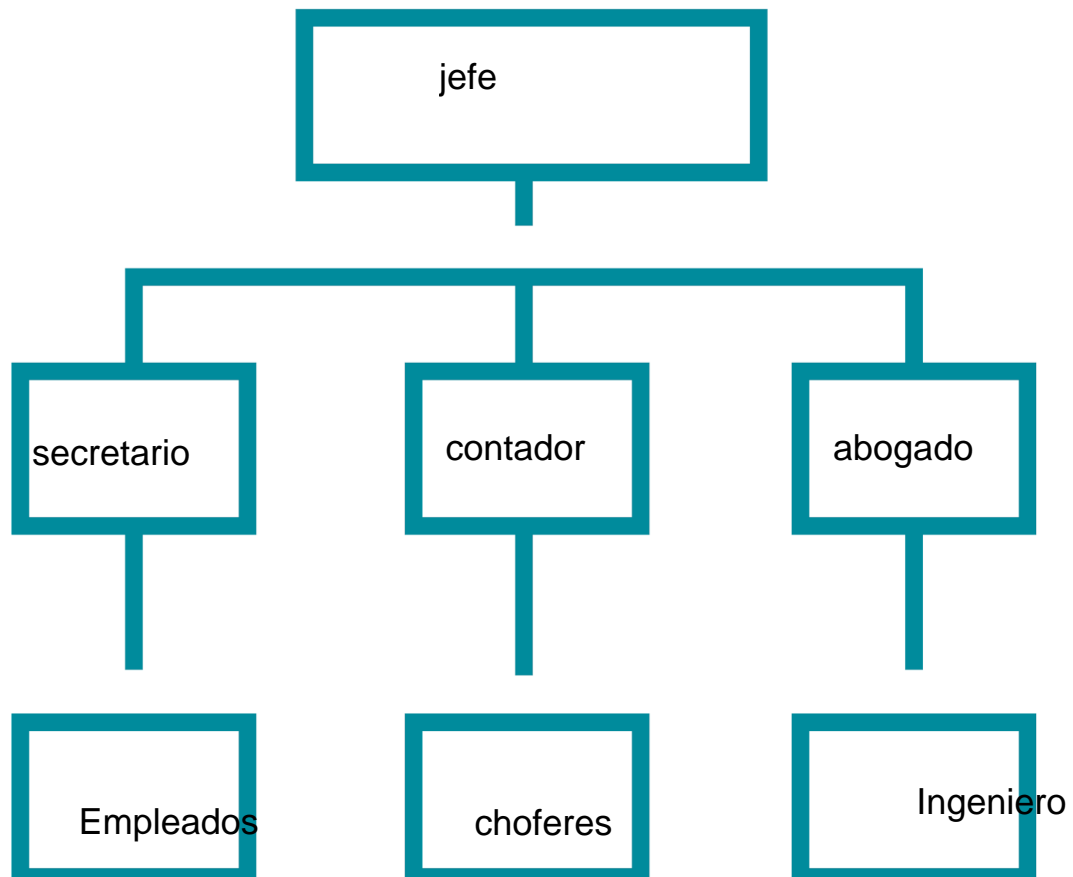 jefe
secretario
contador
abogado
Empleados
choferes
Ingeniero